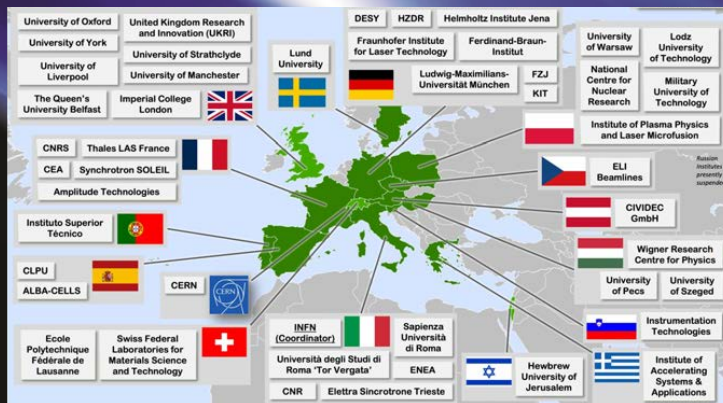 University of Oxford
United Kingdom Research
and Innovation (UKRI)
University of York
University of Strathclyde
University of
Liverpool
University of Manchester
The Queen's
University Belfast
Imperial College
London
Lund
University
DESY
HZDR
Helmholtz Institute Jena
Fraunhofer Institute
for Laser Technology
Ferdinand-Braun-
Institut
Ludwig-Maximilians-
Universität München
FZJ
KIT
University
of Warsaw
Lodz
University
of Technology
National
Centre for
Nuclear
Research
Military
University of
Technology
Institute of Plasma Physics
and Laser Microfusion
CNRS
Thales LAS France
CEA
Synchrotron SOLEIL
Amplitude Technologies
ELI
Beamlines
Russian
institutes
presently
suspende
CIVIDEC
GmbH
Instituto Superior
Técnico
Wigner Research
Centre for Physics
University
of Pecs
University
of Szeged
CLPU
ALBA-CELLS
CERN
CERN
Instrumentation
Technologies
Ecole
Polytechnique
Fédérale de
Lausanne
Swiss Federal
Laboratories for
Materials Science
and Technology
INFN
(Coordinator)
Sapienza
Università
di Roma
Università degli Studi di
Roma 'Tor Vergata'
ENEA
CNR
Elettra Sincrotrone Trieste
Hewbrew
University of
Jerusalem
Institute of
Accelerating
Systems &
Applications